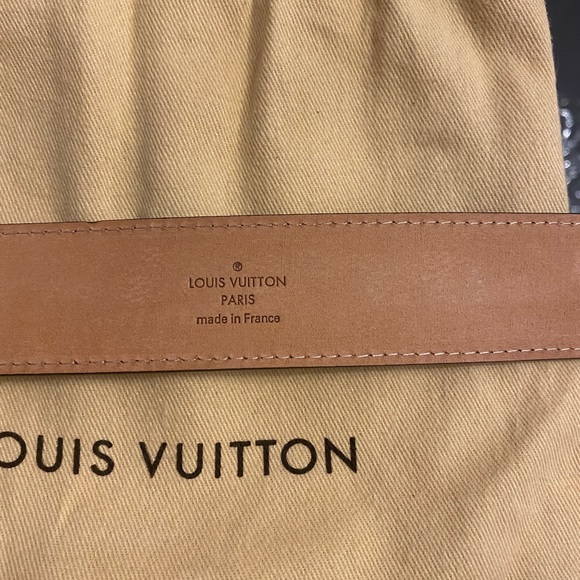 ®
LOUIS VUITTON
PARIS
made in France
OUIS VUITTON